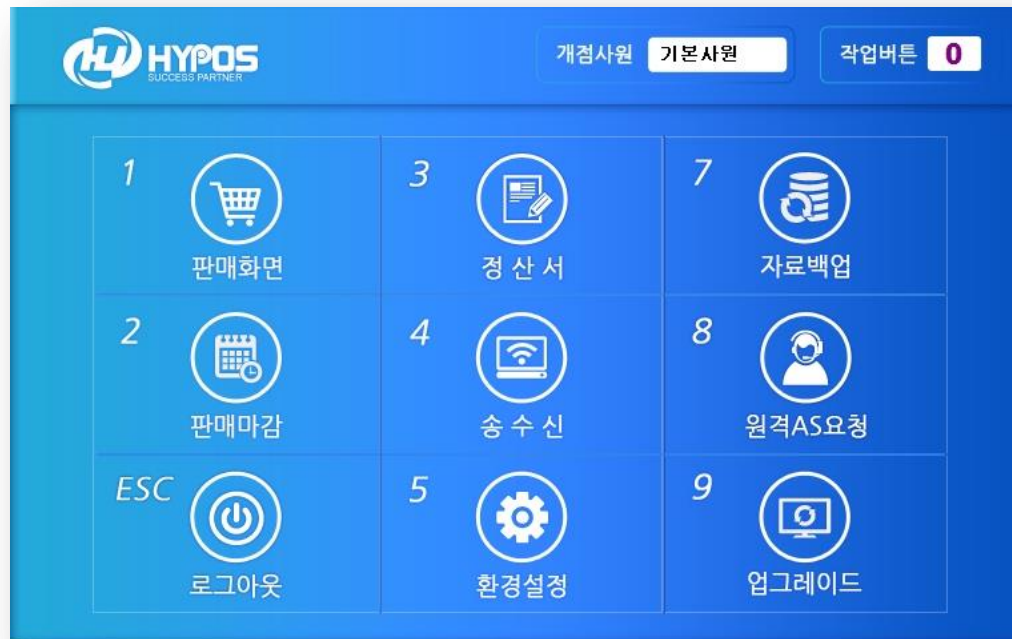 HYPOS
SUCCESS PARTNER
개점사원 기본사원
작업버튼 0
1
판매화면
3
정 산 서
7
자료백업
2
판매마감
4
송 수 신
8
원격AS요청
ESC
로그아웃
5
환경설정
9
업그레이드